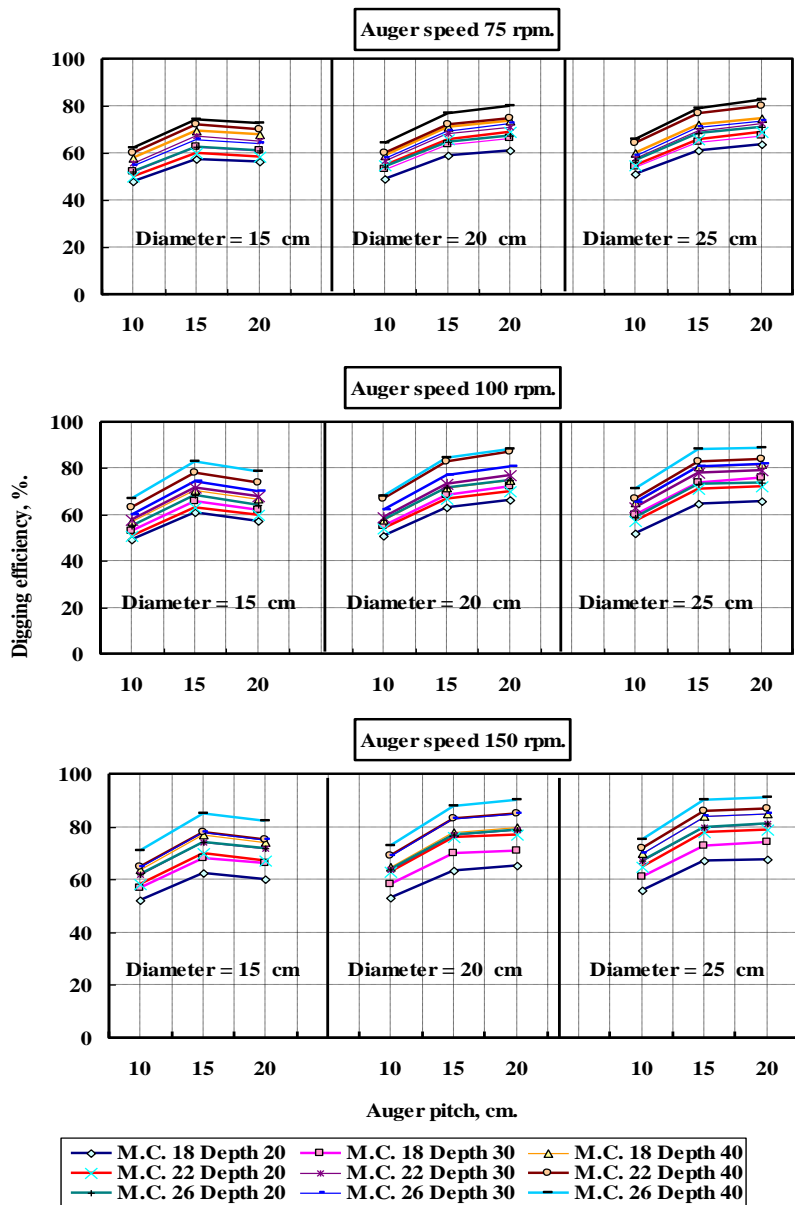 Auger speed 75 rpm.
100
80
60
40
20
0
Diameter = 15 cm
Diameter = 20 cm
Diameter = 25 cm
10 15 20 10 15 20 10 15 20
Auger speed 100 rpm.
Digging efficiency, %.
100
80
60
40
20
0
Diameter = 15 cm
Diameter = 20 cm
Diameter = 25 cm
10 15 20 10 15 20 10 15 20
Auger speed 150 rpm.
100
80
60
40
20
0
Diameter = 15 cm
Diameter = 20 cm
Diameter = 25 cm
10 15 20 10 15 20 10 15 20
Auger pitch, cm.
M.C. 18 Depth 20 M.C. 18 Depth 30 M.C. 18 Depth 40
M.C. 22 Depth 20 M.C. 22 Depth 30 M.C. 22 Depth 40
M.C. 26 Depth 20 M.C. 26 Depth 30 M.C. 26 Depth 40